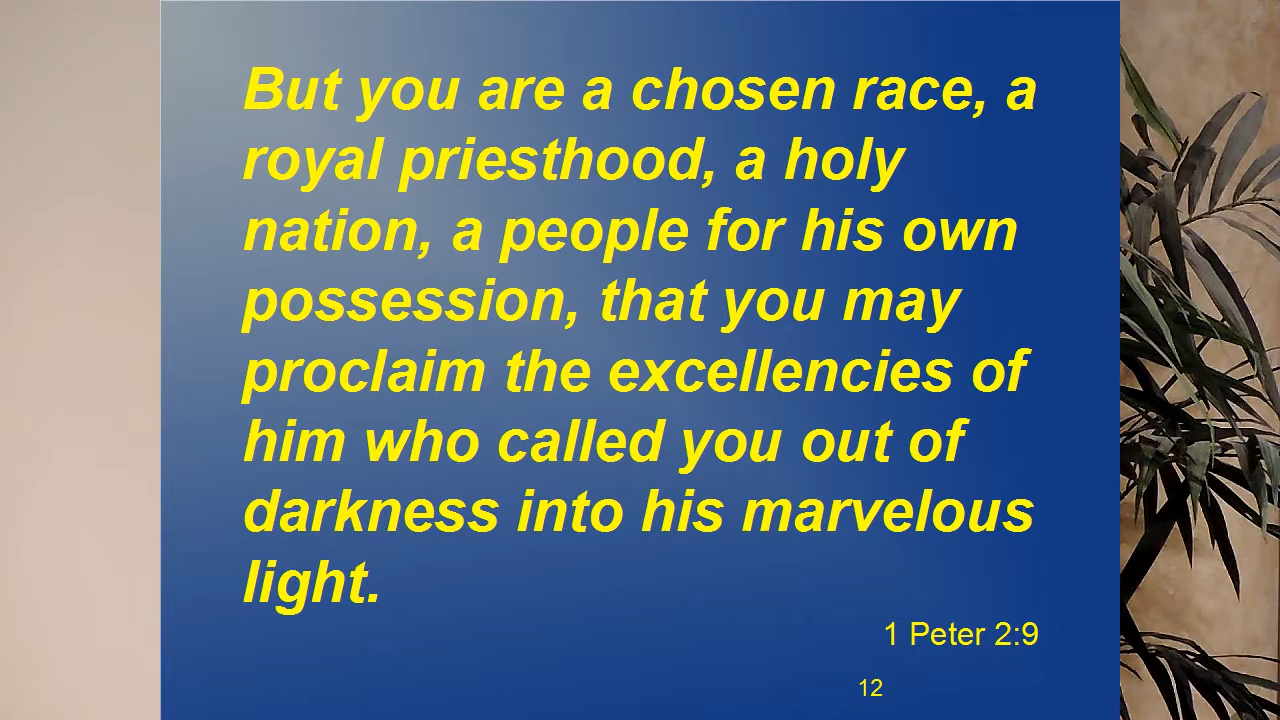 But you are a chosen race, a
royal priesthood, a holy
nation, a people for his own
possession, that you may
proclaim the excellencies of
him who called you out of
darkness into his marvelous
light.
1 Peter 2:9
12